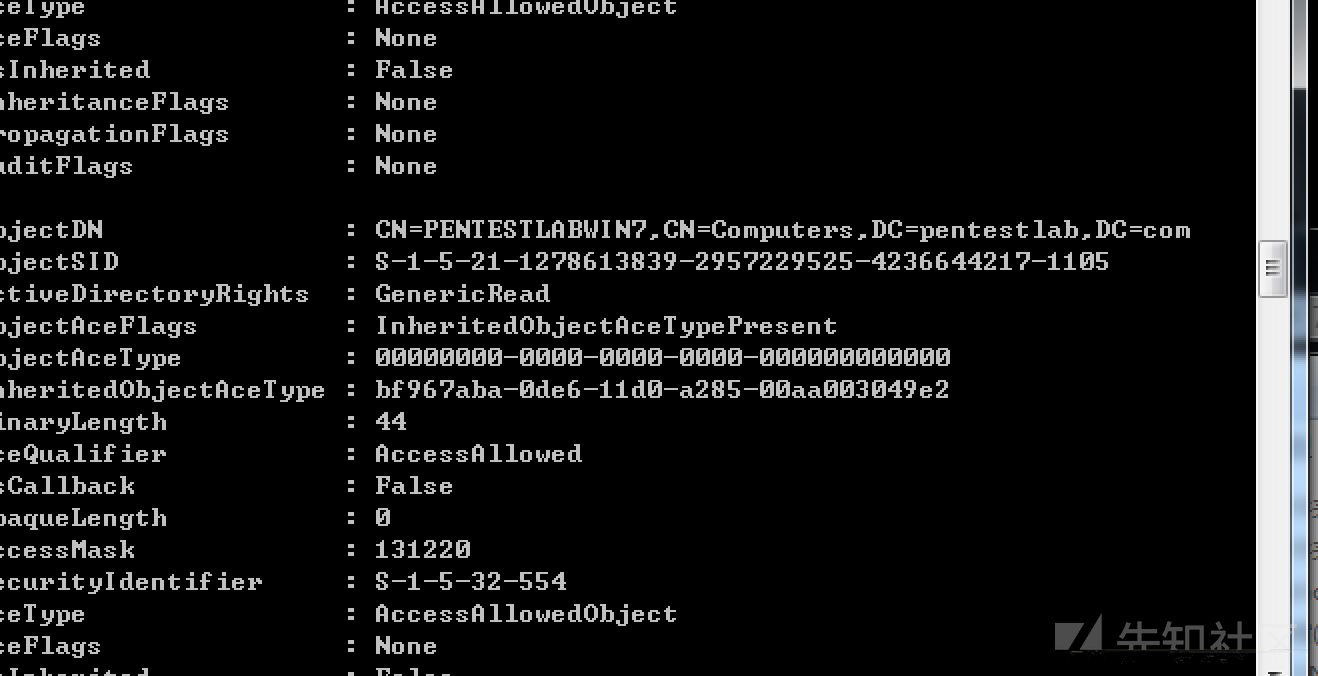 ceType : AccessAllowedObject
ceFlags : None
sInherited : False
nheritanceFlags : None
ropagationFlags : None
uditFlags : None
bjectDN : CN=PENTESTLABWIN7,CN=Computers,DC=pentestlab,DC=com
bjectSID : S-1-5-21-1278613839-2957229525-4236644217-1105
ctiveDirectoryRights : GenericRead
bjectAceFlags : InheritedObjectAceTypePresent
bjectAceType : 00000000-0000-0000-0000-000000000000
nheritedObjectAceType : bf967aba-0de6-11d0-a285-00aa003049e2
inaryLength : 44
ceQualifier : AccessAllowed
sCallback : False
paqueLength : 0
ccessMask : 131220
ecurityIdentifier : S-1-5-32-554
ceType : AccessAllowedObject
ceFlags : None
sInherited : False
先知社区